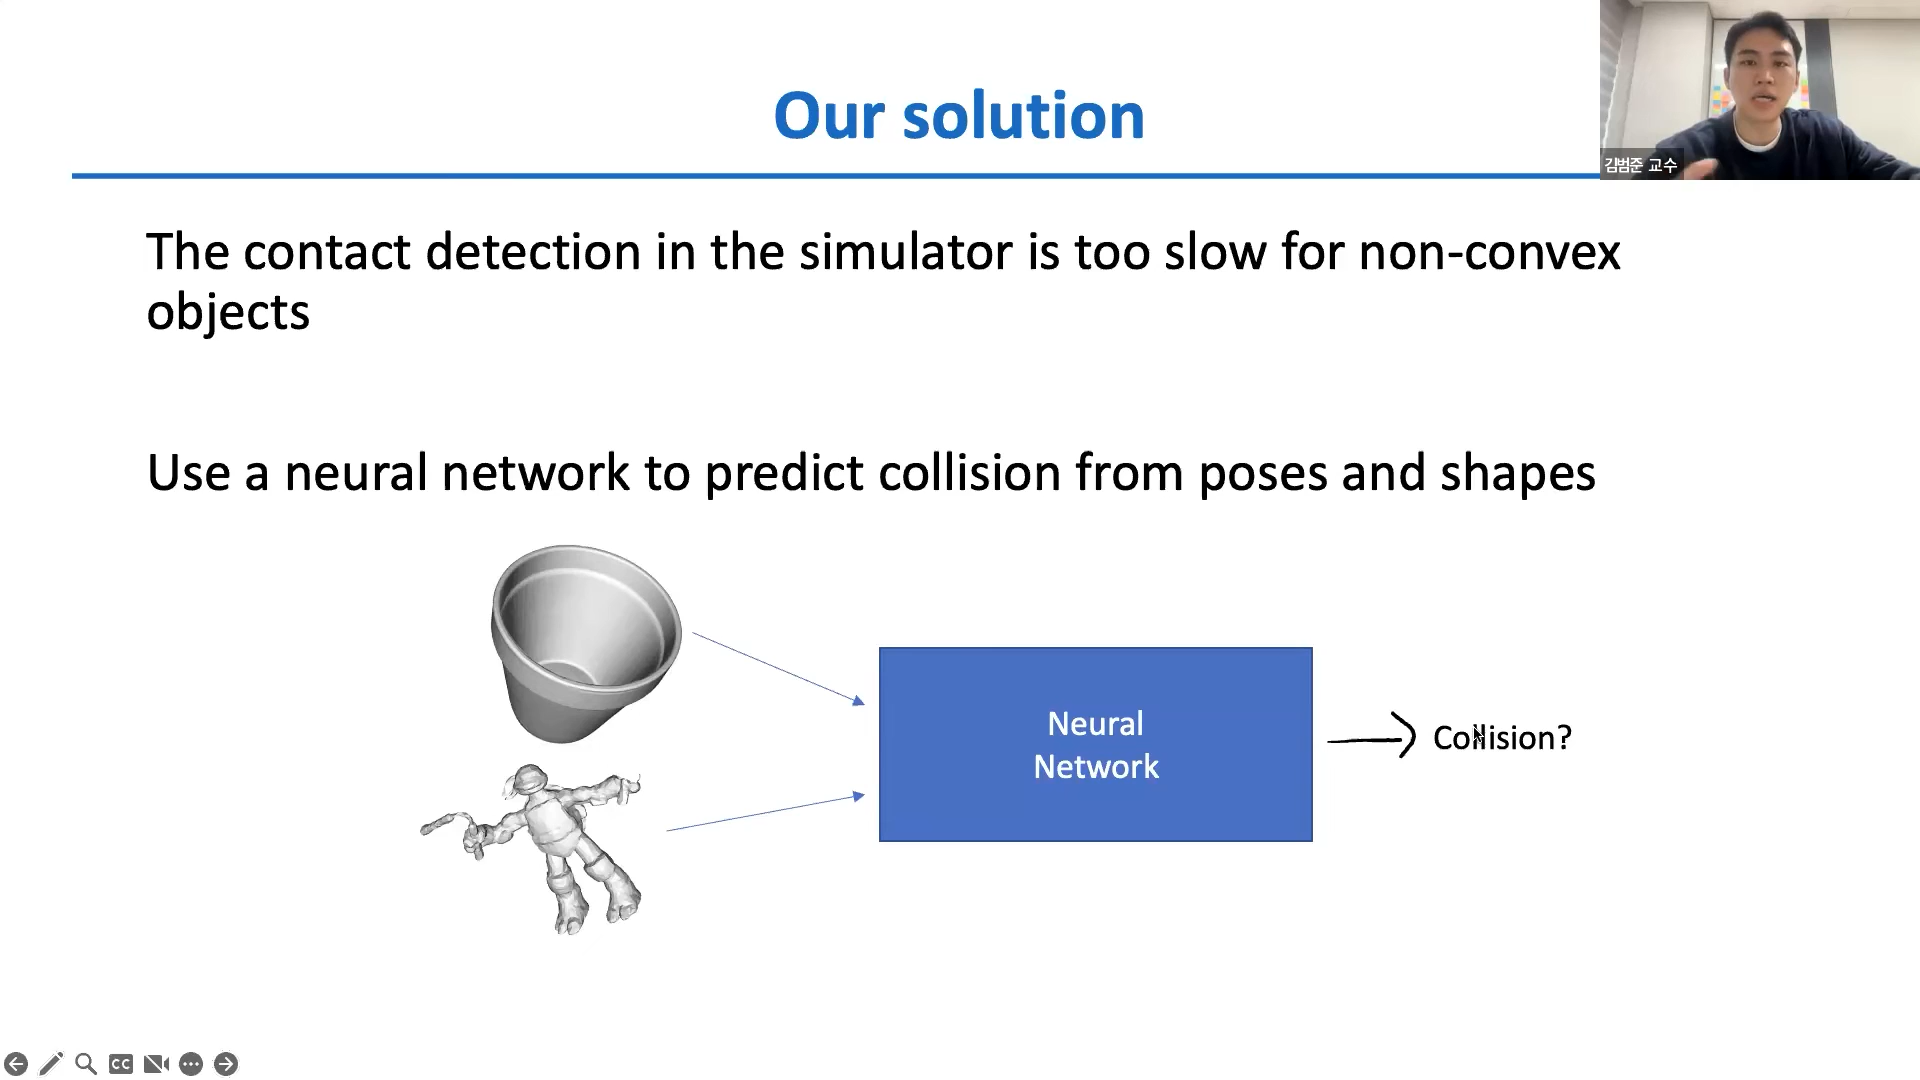 Our solution
김범준 교수
The contact detection in the simulator is too slow for non-convex
objects
Use a neural network to predict collision from poses and shapes
Neural
Network
Collision?
CC